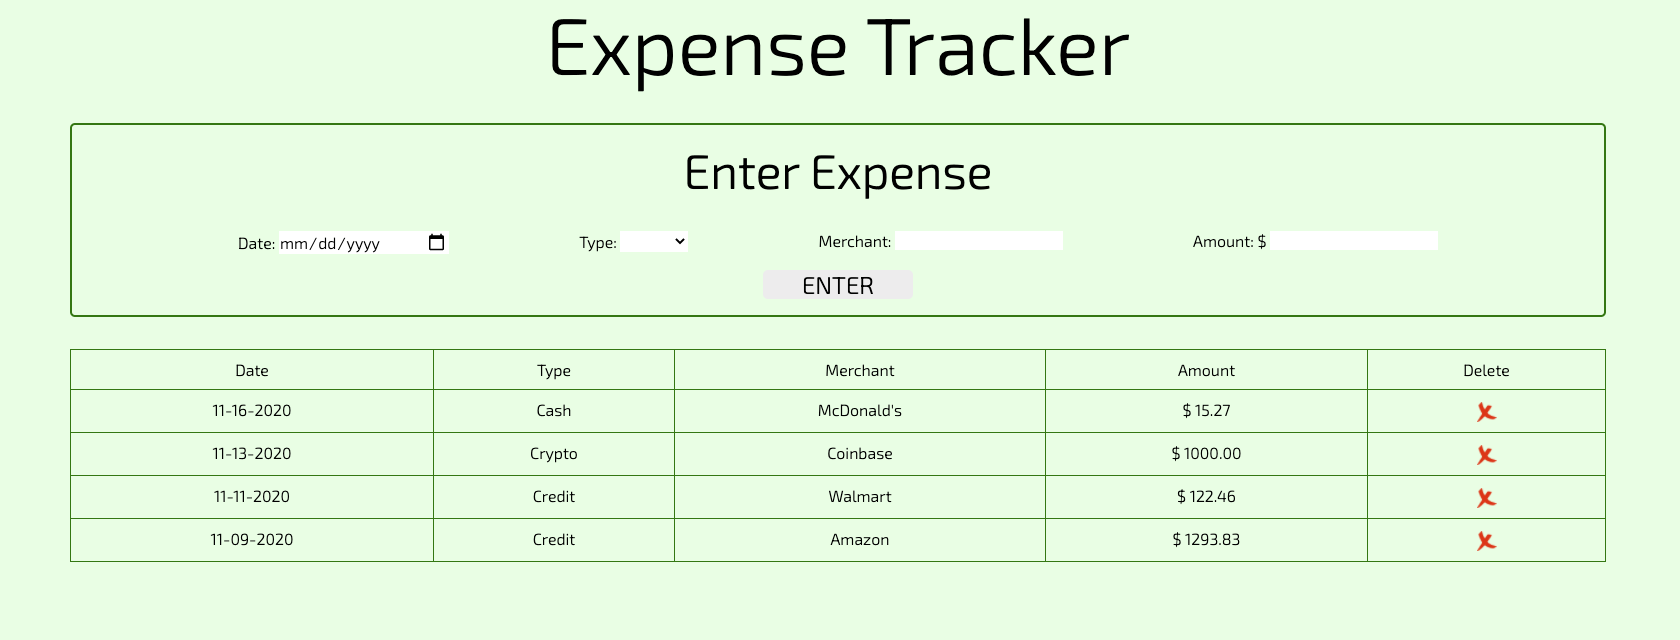 Expense Tracker
Enter Expense
Date: mm/dd/yyyy Type: Merchant: Amount: $
ENTER
Date Type Merchant Amount Delete
11-16-2020 Cash McDonald's $ 15.27
11-13-2020 Crypto Coinbase $ 1000.00
11-11-2020 Credit Walmart $ 122.46
11-09-2020 Credit Amazon $ 1293.83